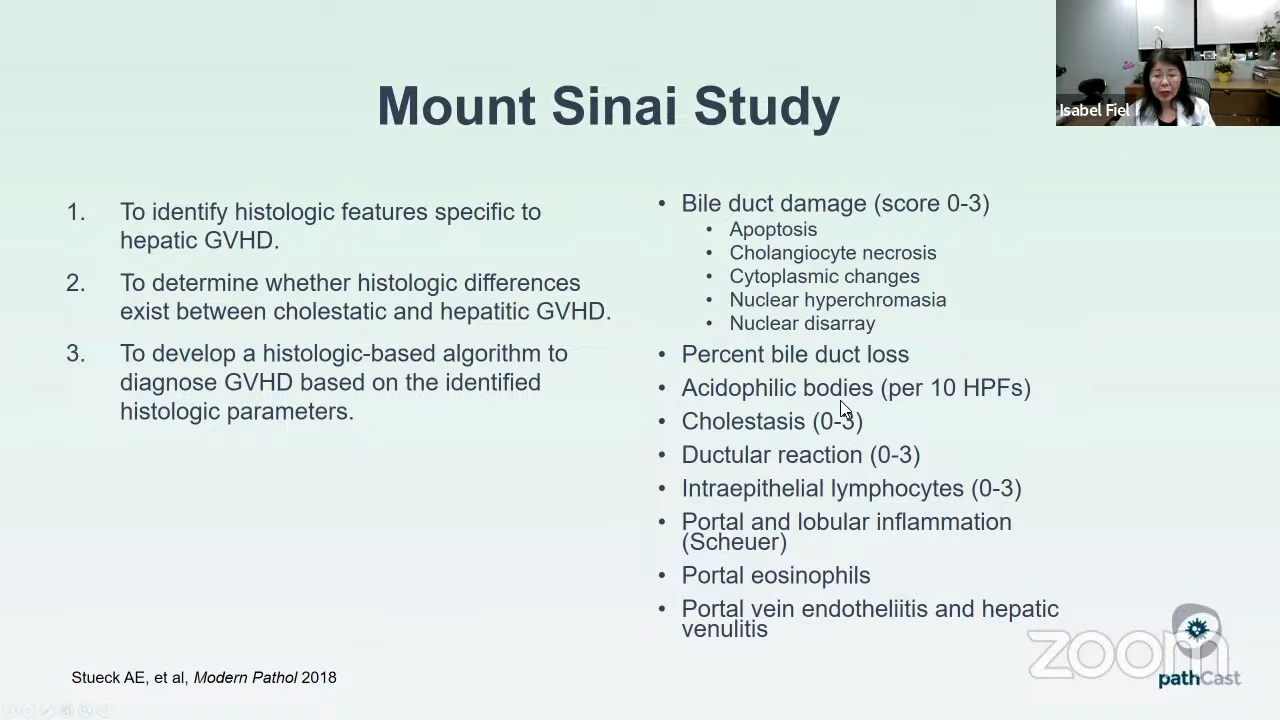 Isabel Fiel
Mount Sinai Study
1. To identify histologic features specific to
hepatic GVHD.
2. To determine whether histologic differences
exist between cholestatic and hepatitic GVHD.
3. To develop a histologic-based algorithm to
diagnose GVHD based on the identified
histologic parameters.
• Bile duct damage (score 0-3)
• Apoptosis
• Cholangiocyte necrosis
• Cytoplasmic changes
• Nuclear hyperchromasia
• Nuclear disarray
• Percent bile duct loss
• Acidophilic bodies (per 10 HPFs)
• Cholestasis (0-3)
• Ductular reaction (0-3)
• Intraepithelial lymphocytes (0-3)
• Portal and lobular inflammation
(Scheuer)
• Portal eosinophils
• Portal vein endotheliitis and hepatic
venulitis
Stueck AE, et al, Modern Pathol 2018
zoom
pathCast